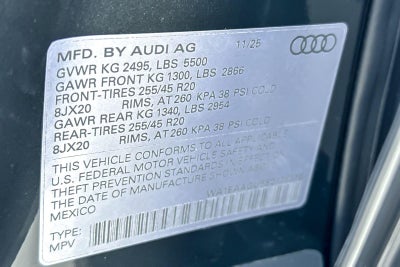 MFD. BY AUDI AG 11/25
GVWR KG 2495, LBS 5500
GAWR FRONT KG 1300, LBS 2866
FRONT-TIRES 255/45 R20
8JX20 RIMS, AT 260 KPA 38 PSI COLD
GAWR REAR KG 1340, LBS 2954
REAR-TIRES 255/45 R20
8JX20 RIMS, AT 260 KPA 38 PSI COLD
THIS VEHICLE CONFORMS TO ALL APPLICABLE
U.S. FEDERAL MOTOR VEHICLE SAFETY AND
THEFT PREVENTION STANDARDS IN EFFECT ON
THE DATE OF MANUFACTURE SHOWN ABOVE
MEXICO
TYPE:
MPV